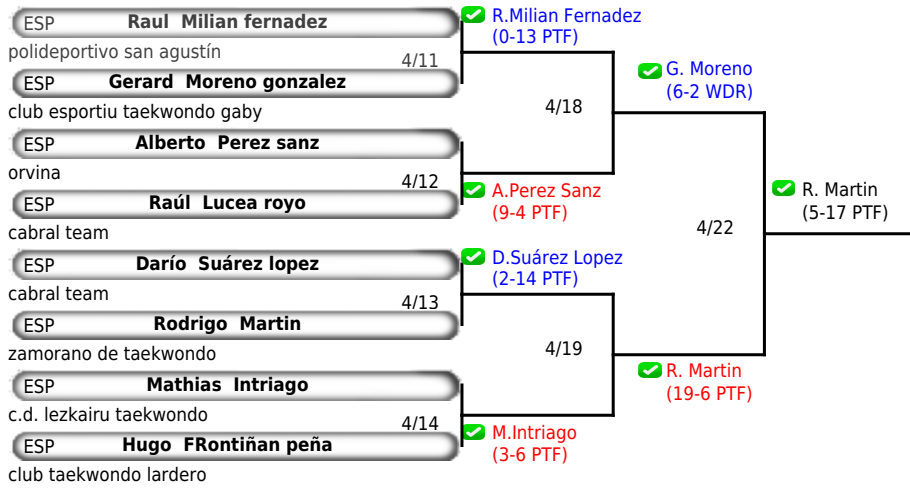 ESP Raul Milian fernadez
R.Milian Fernadez
(0-13 PTF)
polideportivo san agustín
4/11
ESP Gerard Moreno gonzalez
club esportiu taekwondo gaby
G. Moreno
(6-2 WDR)
4/18
ESP Alberto Perez sanz
orvina
4/12
A.Perez Sanz
(9-4 PTF)
ESP Raúl Lucea royo
cabral team
R. Martin
(5-17 PTF)
4/22
ESP Darío Suárez lopez
D.Suárez Lopez
(2-14 PTF)
cabral team
4/13
ESP Rodrigo Martin
zamorano de taekwondo
4/19
R. Martin
(19-6 PTF)
ESP Mathias Intriago
c.d. lezkairu taekwondo
4/14
M.Intriago
(3-6 PTF)
ESP Hugo FRontiñan peña
club taekwondo lardero